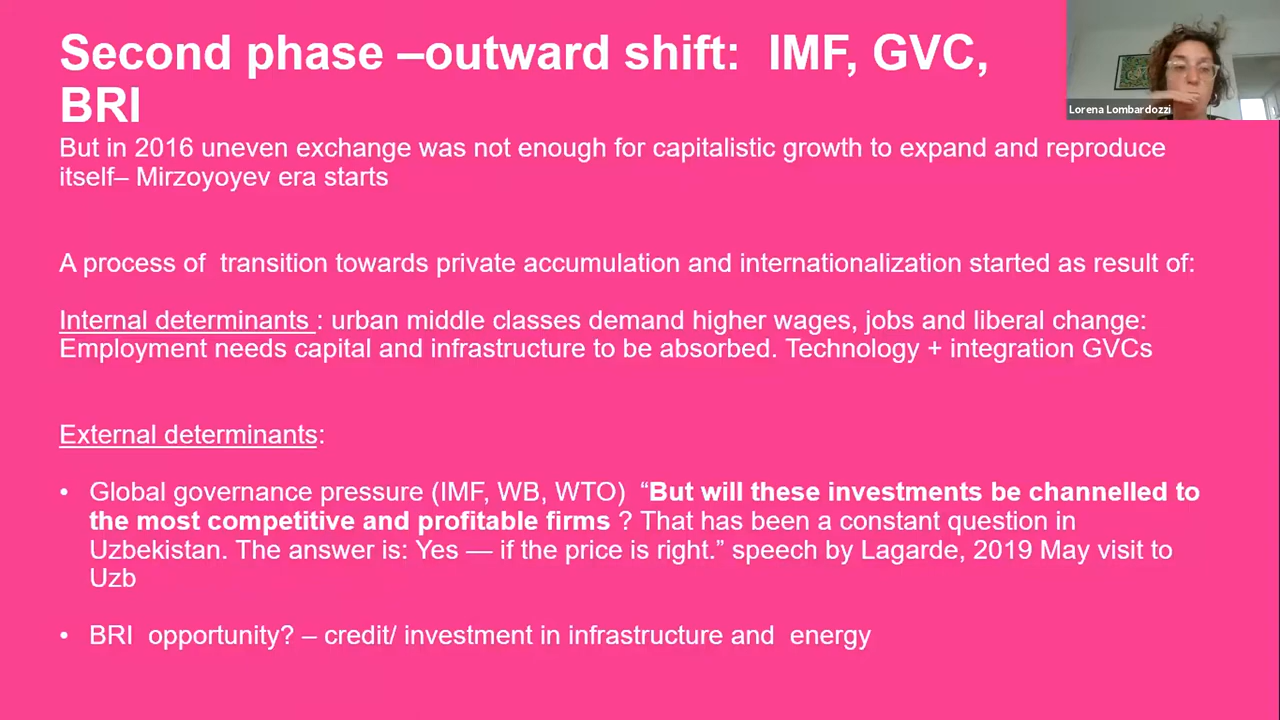 Second phase –outward shift:  IMF, GVC,
BRI
Lorena Lombardozzi
But in 2016 uneven exchange was not enough for capitalistic growth to expand and reproduce
itself– Mirzoyoyev era starts
A process of  transition towards private accumulation and internationalization started as result of:
Internal determinants : urban middle classes demand higher wages, jobs and liberal change:
Employment needs capital and infrastructure to be absorbed. Technology + integration GVCs
External determinants:
• Global governance pressure (IMF, WB, WTO)  “But will these investments be channelled to
the most competitive and profitable firms ? That has been a constant question in
Uzbekistan. The answer is: Yes — if the price is right.” speech by Lagarde, 2019 May visit to
Uzb
• BRI  opportunity? – credit/ investment in infrastructure and  energy